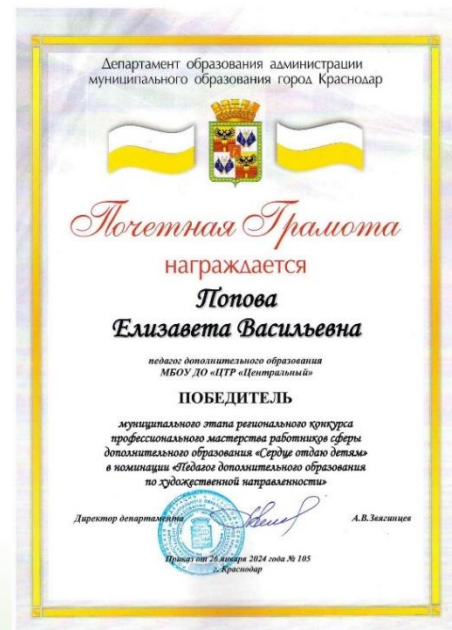 Департамент образования администрации
муниципального образования город Краснодар
Почетная Грамота
награждается
Попова
Елизавета Васильевна
педагог дополнительного образования
МБОУ ДО «ЦТР «Центральный»
ПОБЕДИТЕЛЬ
муниципального этапа регионального конкурса
профессионального мастерства работников сферы
дополнительного образования «Сердце отдаю детям»
в номинации «Педагог дополнительного образования
по художественной направленности»
Директор департамента А.В.Звягинцев
Приказ от 26 января 2024 года № 105
г. Краснодар